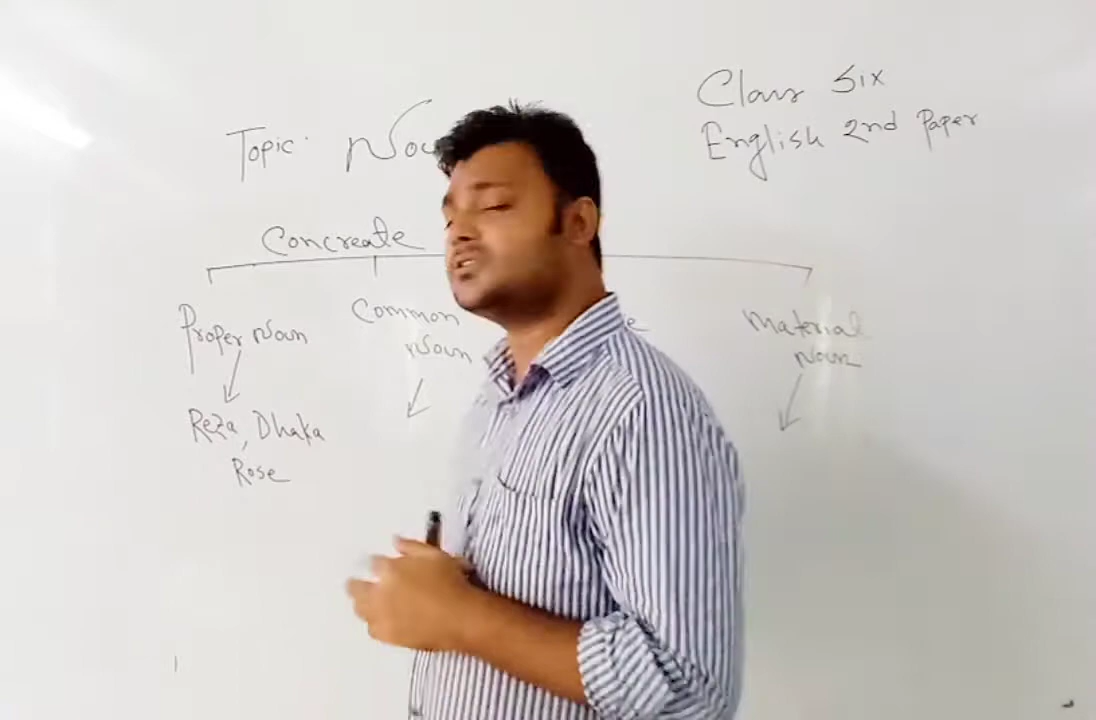 Class Six
Topic: Nou
English 2nd Paper
Concreate
Proper Noun
Common
Noun
Material
Noun
Reza, Dhaka
Rose